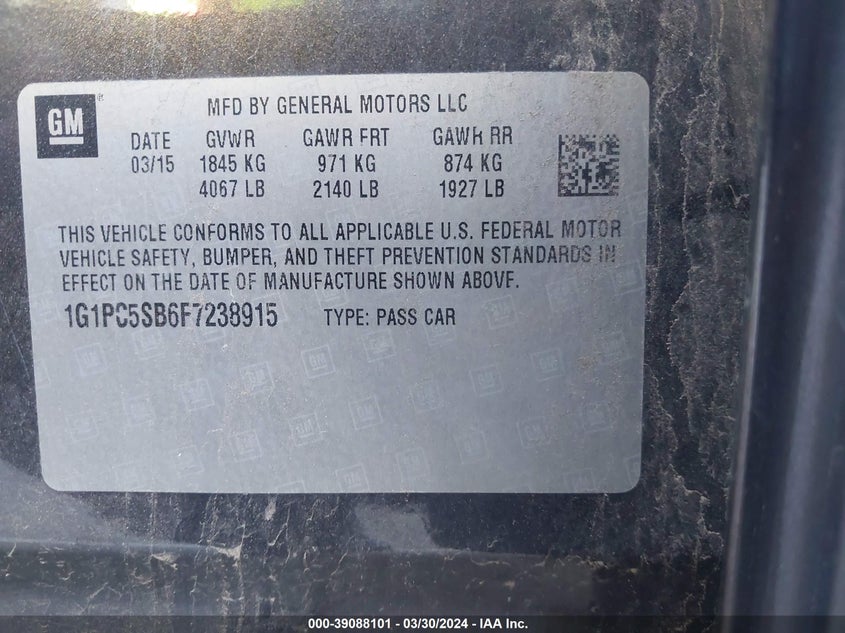 GM
MFD BY GENERAL MOTORS LLC
DATE GVWR GAWR FRT GAWR RR
03/15 1845 KG 971 KG 874 KG
4067 LB 2140 LB 1927 LB
THIS VEHICLE CONFORMS TO ALL APPLICABLE U.S. FEDERAL MOTOR
VEHICLE SAFETY, BUMPER, AND THEFT PREVENTION STANDARDS IN
EFFECT ON THE DATE OF MANUFACTURE SHOWN ABOVE.
1G1PC5SB6F7238915 TYPE: PASS CAR
000-39088101 - 03/30/2024 - IAA Inc.